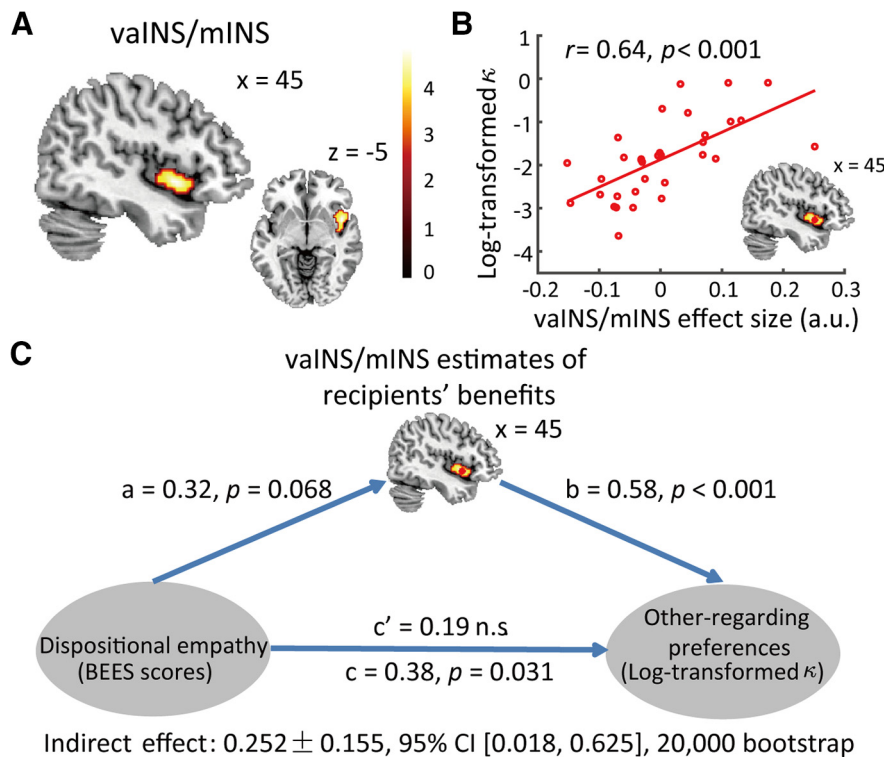 A
vaINS/mINS
x = 45
z = -5
4
3
2
1
0
B
r= 0.64, p< 0.001
1
0
-1
-2
-3
-4
Log-transformed κ
x = 45
-0.2 -0.1 0 0.1 0.2 0.3
vaINS/mINS effect size (a.u.)
C
vaINS/mINS estimates of
recipients’ benefits
x = 45
a = 0.32, p = 0.068
b = 0.58, p < 0.001
Dispositional empathy
(BEES scores)
c’ = 0.19 n.s
c = 0.38, p = 0.031
Other-regarding
preferences
(Log-transformed κ)
Indirect effect: 0.252 ± 0.155, 95% CI [0.018, 0.625], 20,000 bootstrap